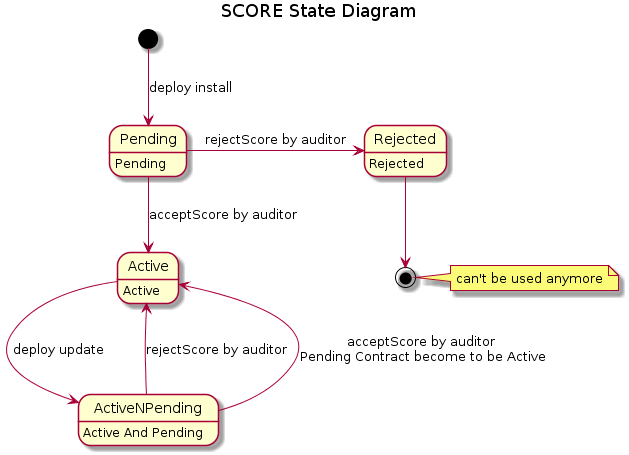 SCORE State Diagram
deploy install
Pending
Pending
rejectScore by auditor
Rejected
Rejected
acceptScore by auditor
Active
Active
can't be used anymore
deploy update
rejectScore by auditor
acceptScore by auditor
Pending Contract become to be Active
ActiveNPending
Active And Pending